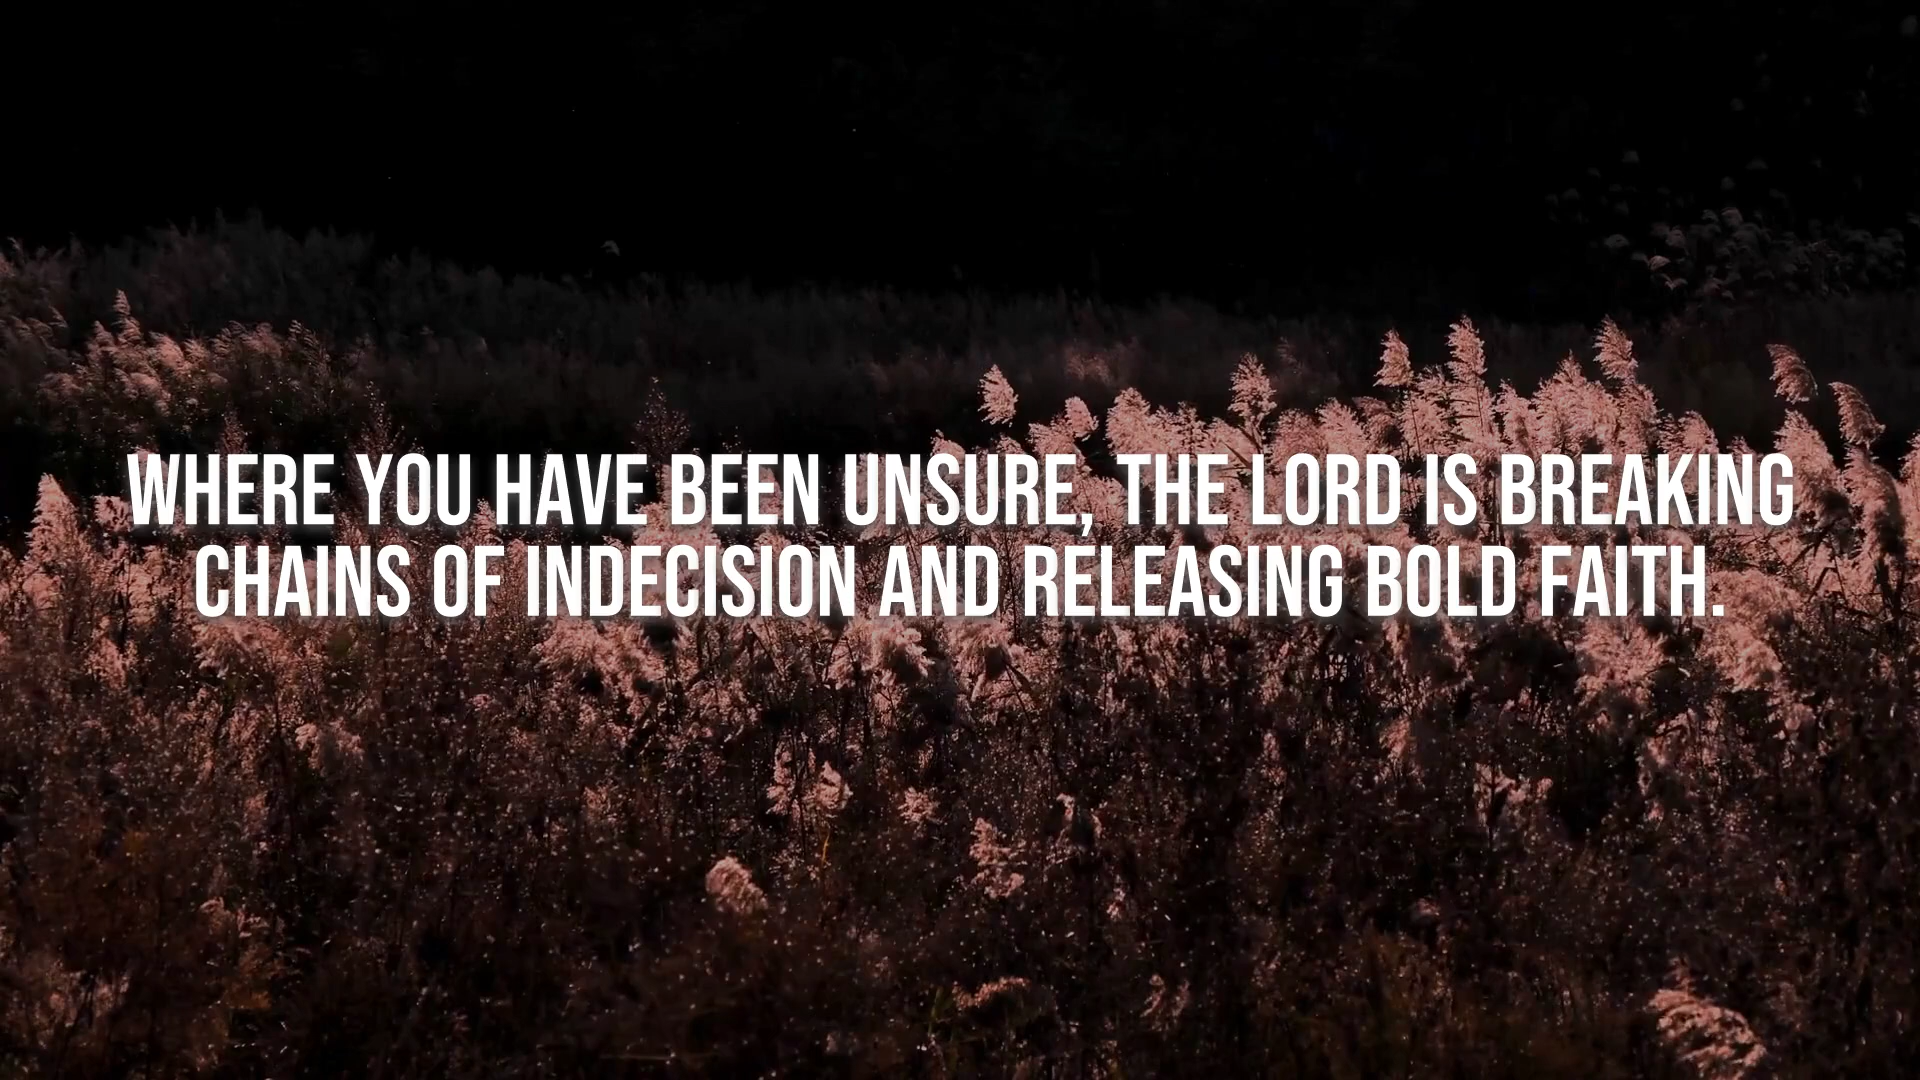 WHERE YOU HAVE BEEN UNSURE, THE LORD IS BREAKING
CHAINS OF INDECISION AND RELEASING BOLD FAITH.